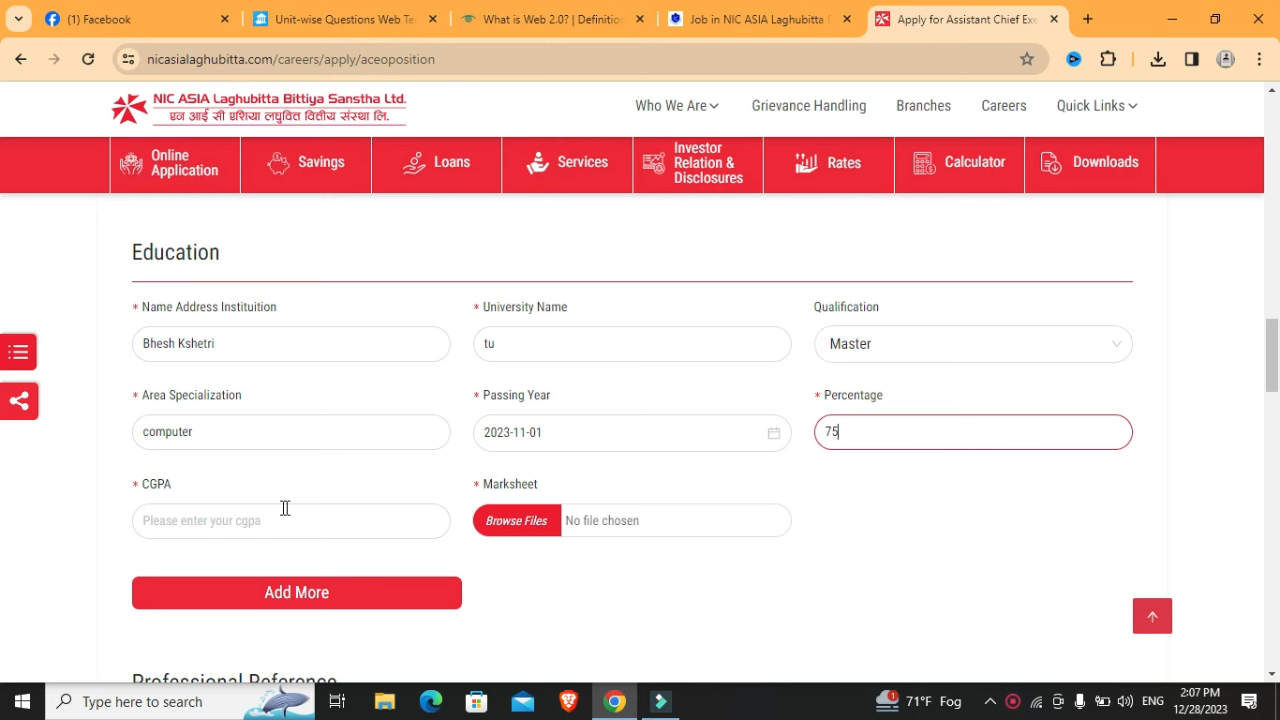 (1) Facebook
Unit-wise Questions Web Te
What is Web 2.0? | Definition
Job in NIC ASIA Laghubitta B
Apply for Assistant Chief Exe
nicasialaghubitta.com/careers/apply/aceoposition
NIC ASIA Laghubitta Bittiya Sanstha Ltd.
एन आई सी एशिया लघुवित्त वित्तीय संस्था लि.
Who We Are
Grievance Handling
Branches
Careers
Quick Links
Online Application
Savings
Loans
Services
Investor Relation & Disclosures
Rates
Calculator
Downloads
Education
* Name Address Instituition
* University Name
Qualification
Bhesh Kshetri
tu
Master
* Area Specialization
* Passing Year
* Percentage
computer
2023-11-01
75
* CGPA
* Marksheet
Please enter your cgpa
Browse Files
No file chosen
Add More
Professional Reference
Type here to search
1
71°F Fog
ENG
2:07 PM
12/28/2023